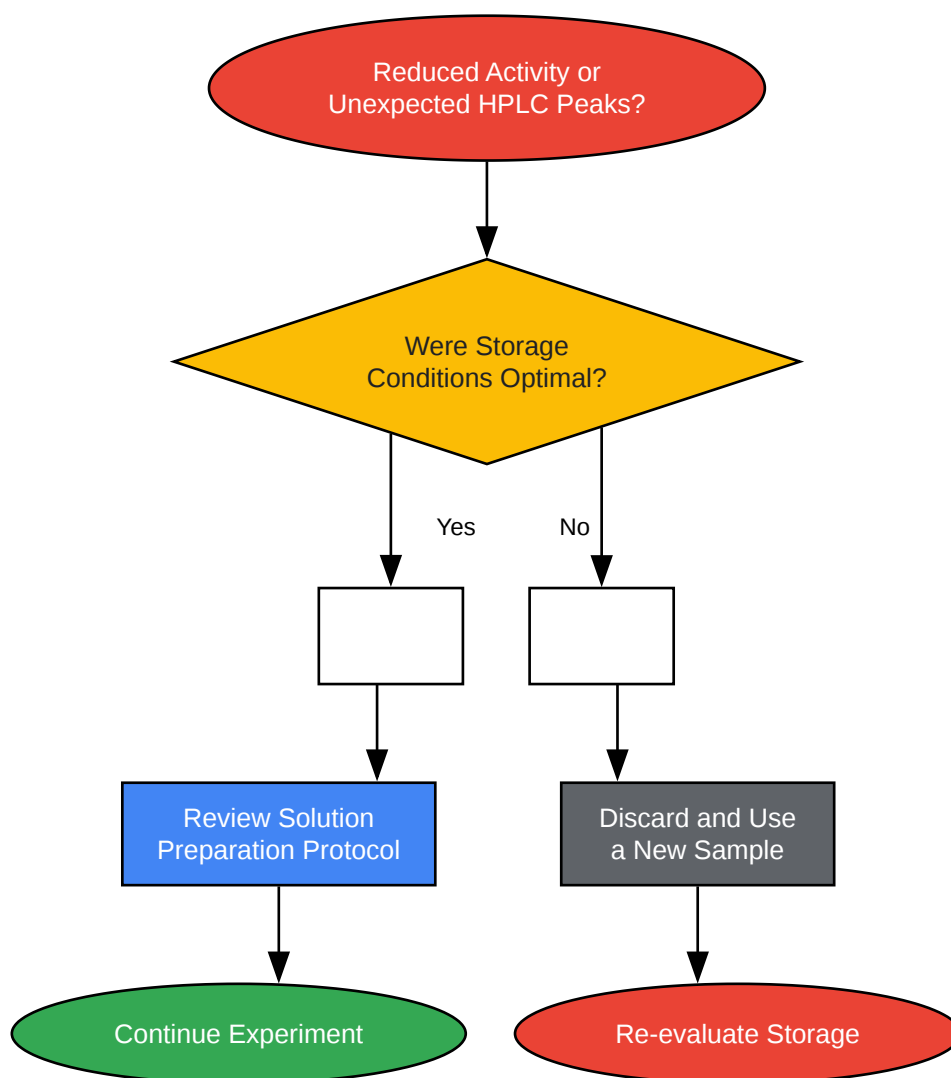 Reduced Activity or
Unexpected HPLC Peaks?
Were Storage
Conditions Optimal?
Yes
No
Review Solution
Preparation Protocol
Discard and Use
a New Sample
Continue Experiment
Re-evaluate Storage